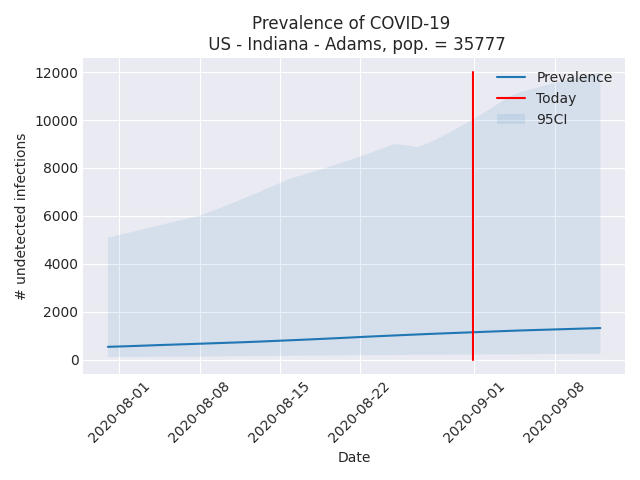 Prevalence of COVID-19
US - Indiana - Adams, pop. = 35777
12000
10000
8000
6000
4000
2000
0
# undetected infections
Prevalence
Today
95CI
2020-08-01
2020-08-08
2020-08-15
2020-08-22
2020-09-01
2020-09-08
Date